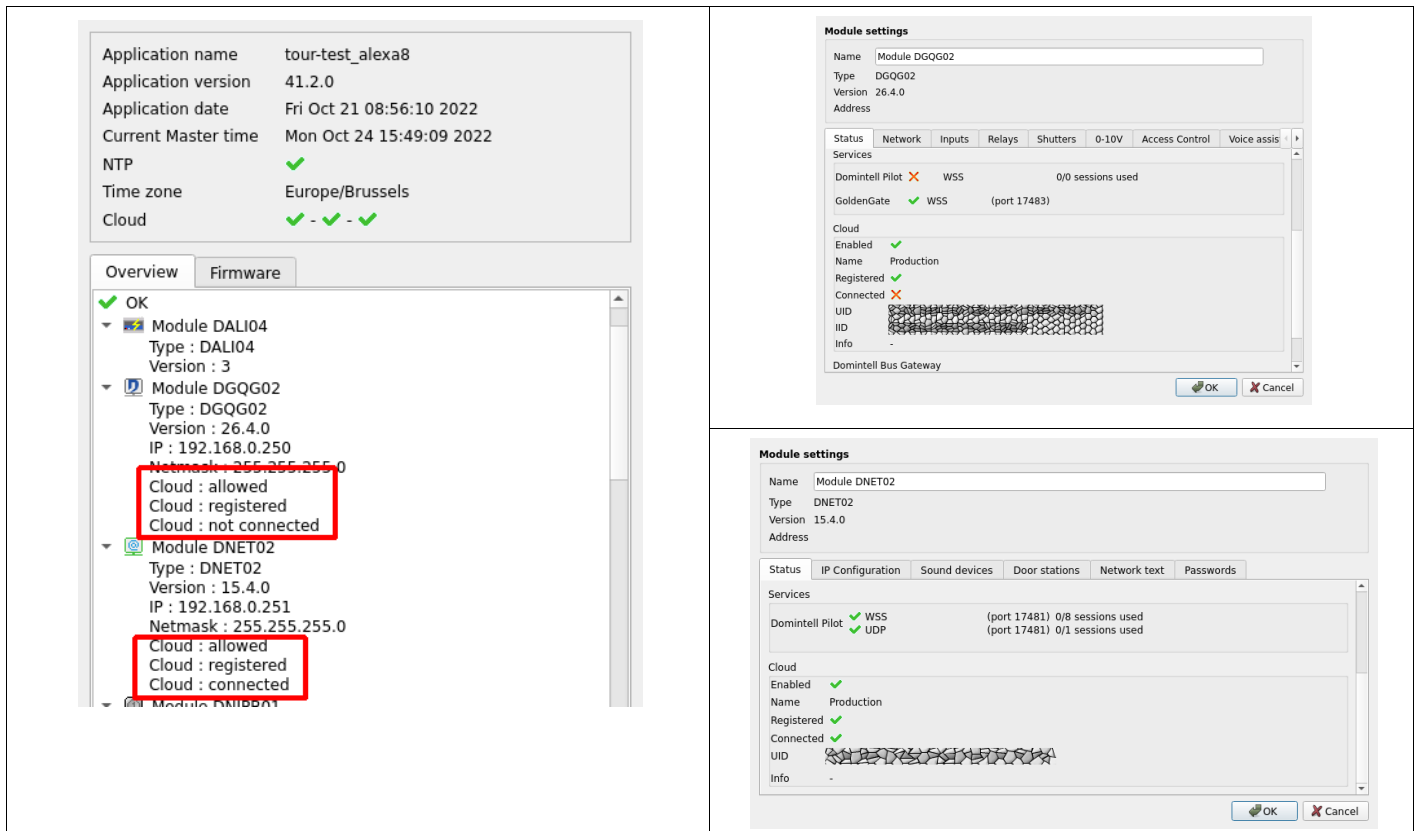 Application name tour-test_alexa8
Application version 41.2.0
Application date Fri Oct 21 08:56:10 2022
Current Master time Mon Oct 24 15:49:09 2022
NTP
Time zone Europe/Brussels
Cloud - -
Overview Firmware
OK
Module DALI04
Type : DALI04
Version : 3
Module DGQG02
Type : DGQG02
Version : 26.4.0
IP : 192.168.0.250
Netmask : 255.255.255.0
Cloud : allowed
Cloud : registered
Cloud : not connected
Module DNET02
Type : DNET02
Version : 15.4.0
IP : 192.168.0.251
Netmask : 255.255.255.0
Cloud : allowed
Cloud : registered
Cloud : connected
Module DNIPR01
Module settings
Name Module DGQG02
Type DGQG02
Version 26.4.0
Address
Status Network Inputs Relays Shutters 0-10V Access Control Voice assis
Services
Domintell Pilot WSS 0/0 sessions used
GoldenGate WSS (port 17483)
Cloud
Enabled
Name Production
Registered
Connected
UID
IID
Info -
Domintell Bus Gateway
OK Cancel
Module settings
Name Module DNET02
Type DNET02
Version 15.4.0
Address
Status IP Configuration Sound devices Door stations Network text Passwords
Services
Domintell Pilot WSS (port 17481) 0/8 sessions used
UDP (port 17481) 0/1 sessions used
Cloud
Enabled
Name Production
Registered
Connected
UID
Info -
OK Cancel